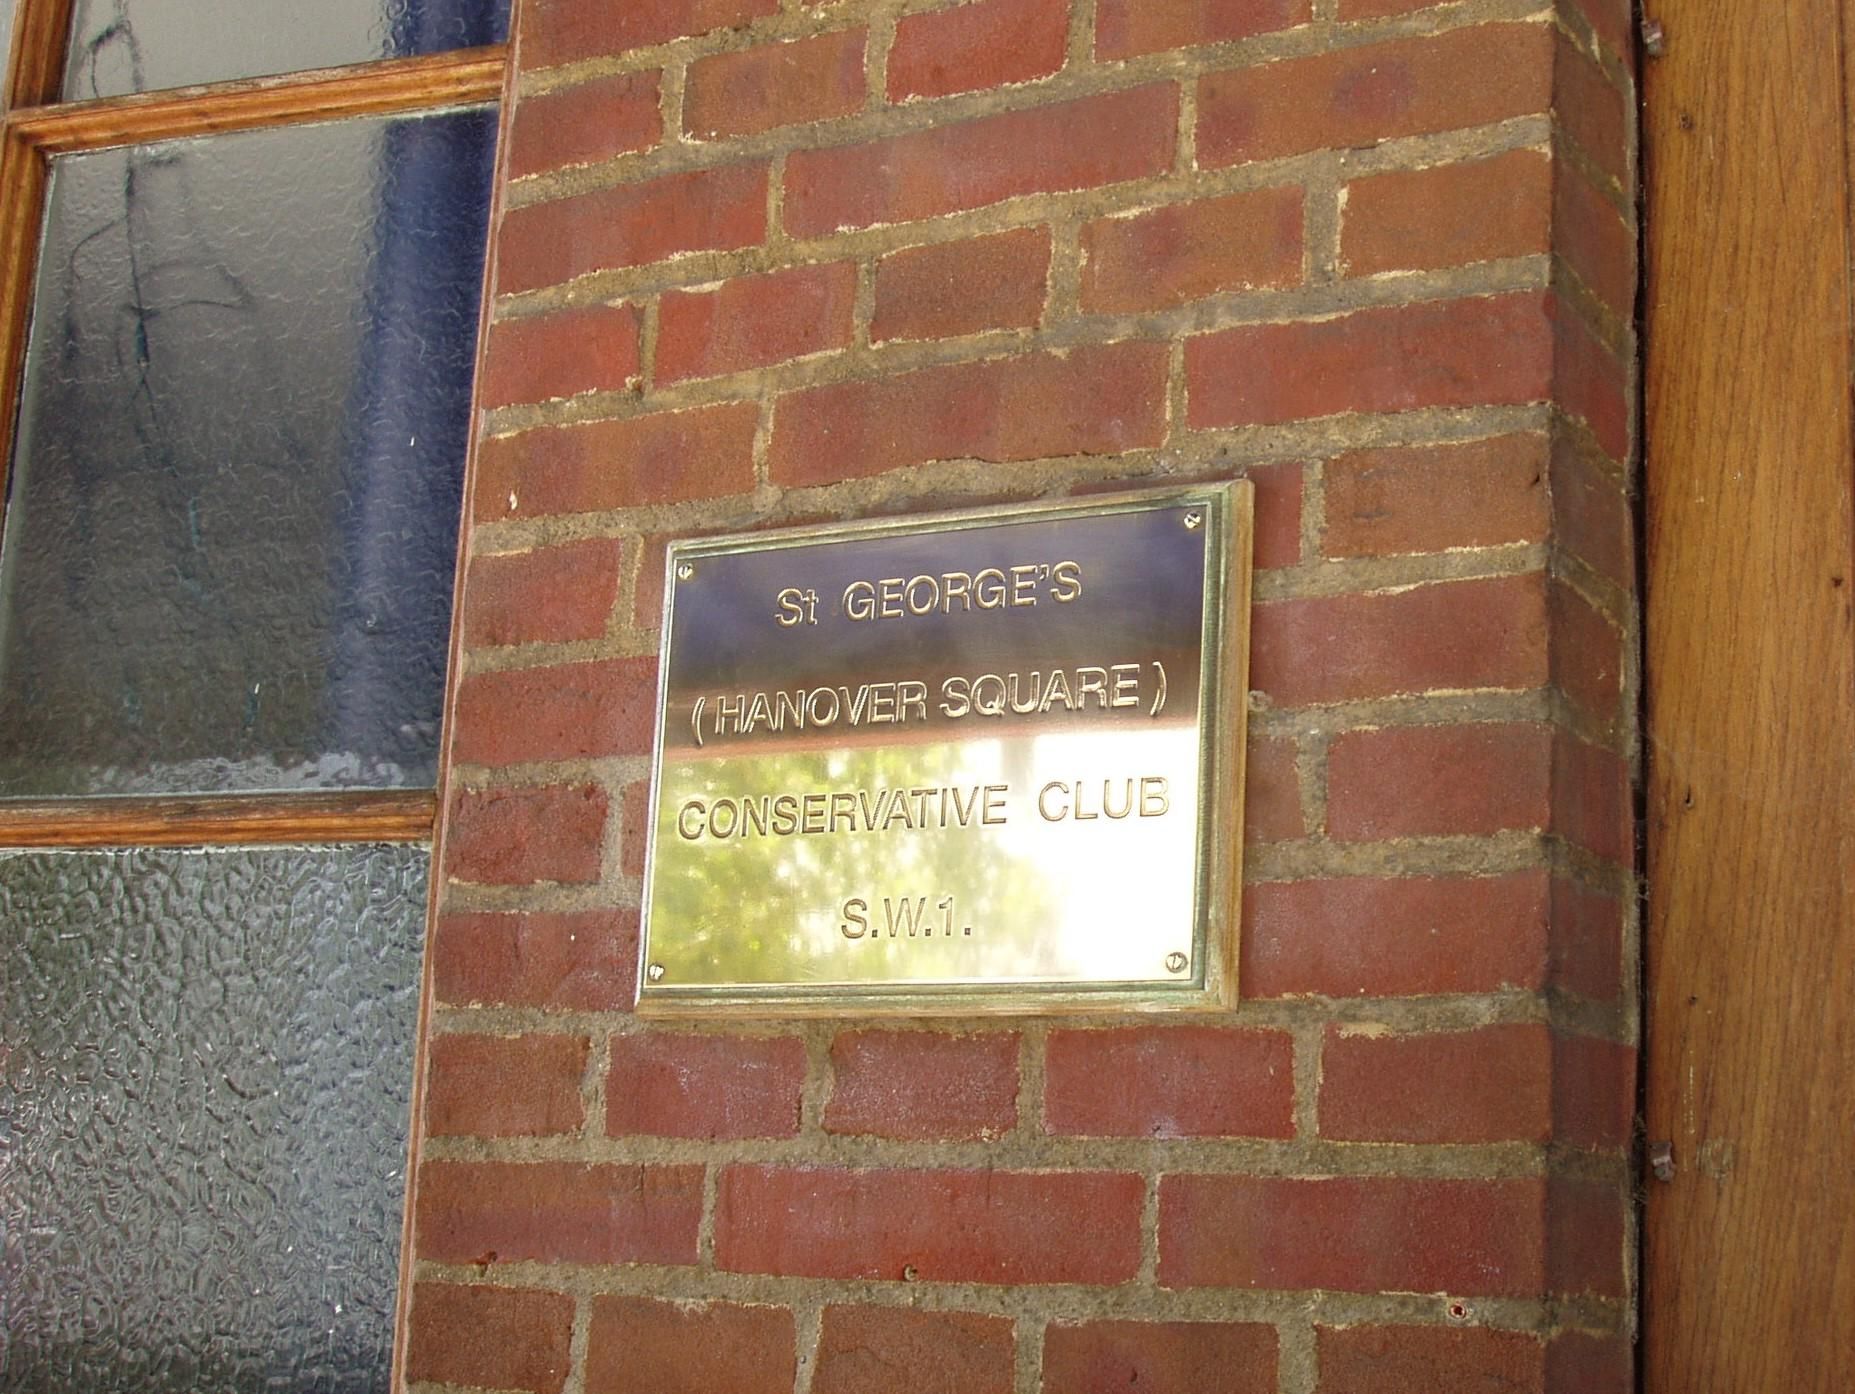 St GEORGE'S
(HANOVER SQUARE)
CONSERVATIVE CLUB
S.W.1.